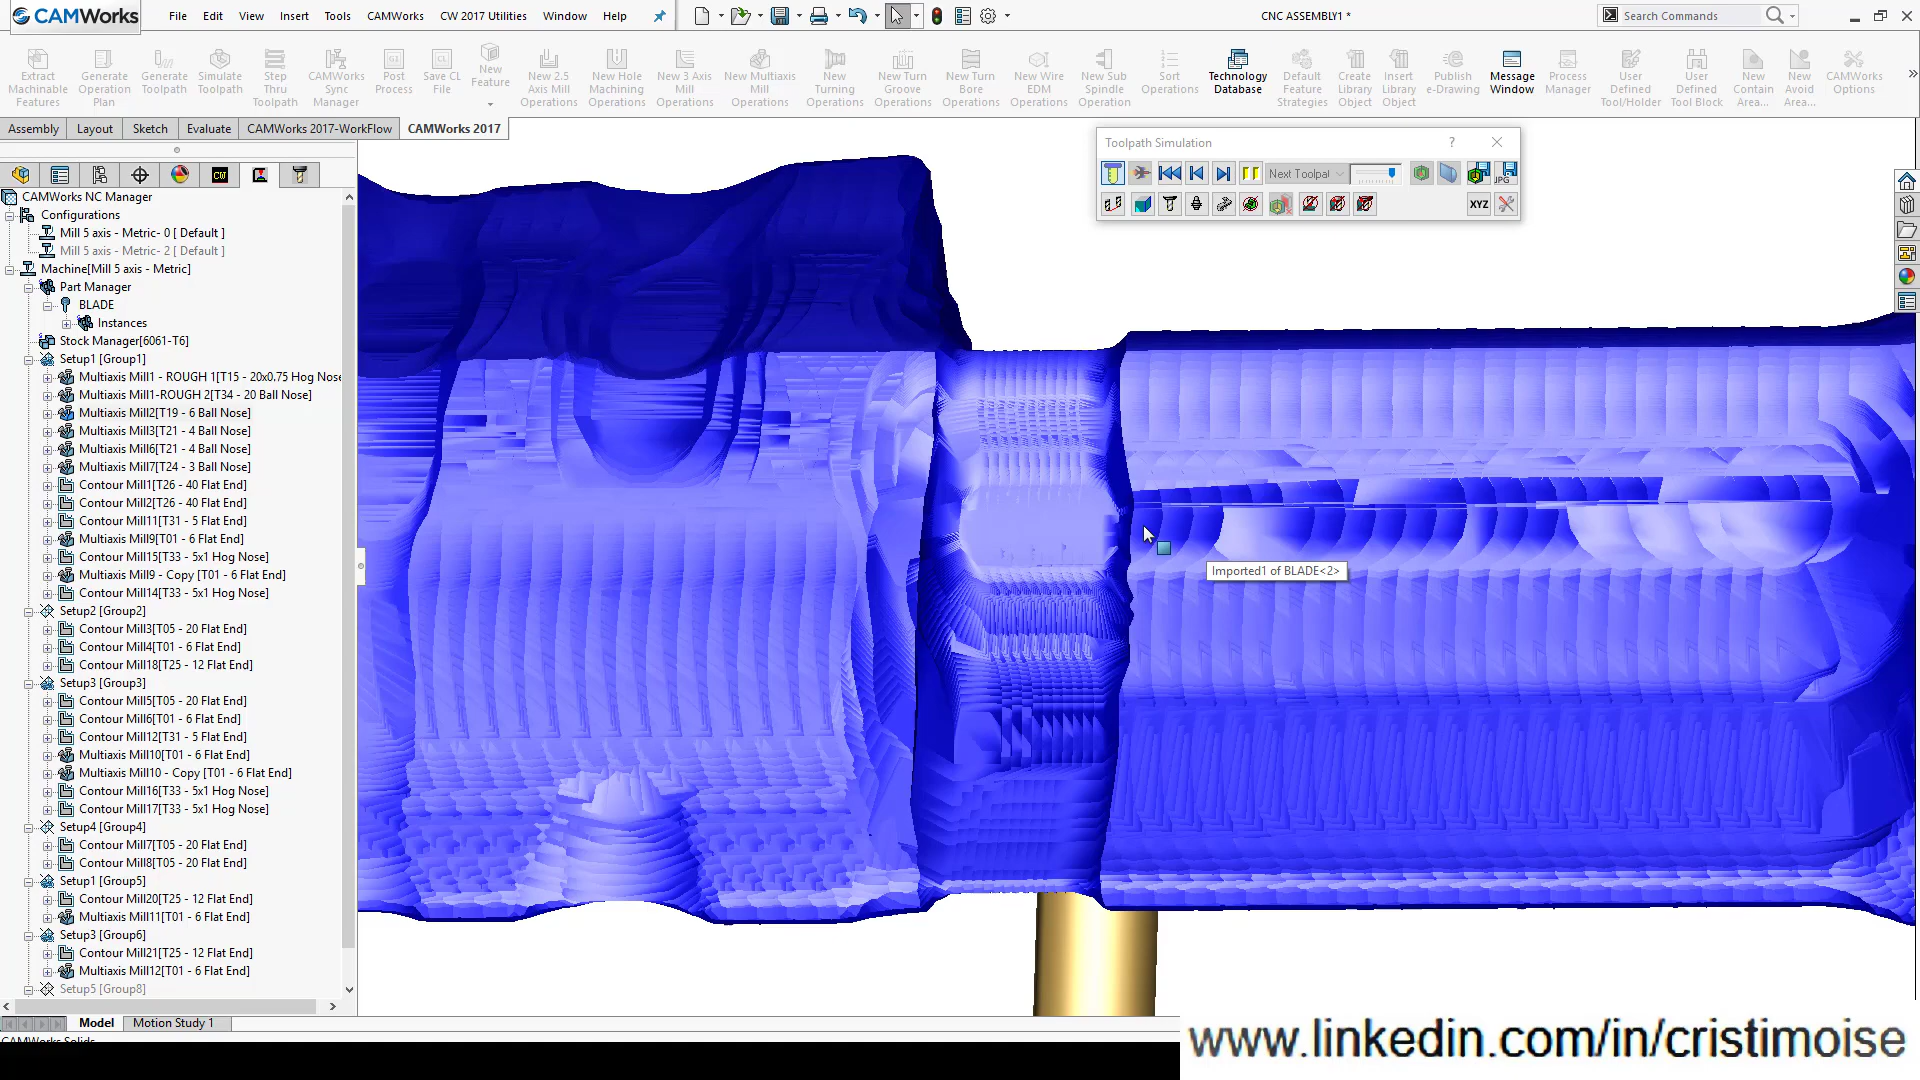 CAMWorks File Edit View Insert Tools CAMWorks CW 2017 Utilities Window Help CNC ASSEMBLY1 * Search Commands
Extract Machinable Features
Generate Operation Plan
Generate Toolpath
Simulate Toolpath
Step Thru Toolpath
CAMWorks Sync Manager
Post Process
Save CL File
New Feature
New 2.5 Axis Mill Operations
New Hole Machining Operations
New 3 Axis Mill Operations
New Multiaxis Mill Operations
New Turning Operations
New Turn Groove Operations
New Turn Bore Operations
New Wire EDM Operations
New Sub Spindle Operation
Sort Operations
Technology Database
Default Feature Strategies
Create Library Object
Insert Library Object
Publish e-Drawing
Message Window
Process Manager
User Defined Tool/Holder
User Defined Tool Block
New Contain Area...
New Avoid Area...
CAMWorks Options
Assembly Layout Sketch Evaluate CAMWorks 2017-WorkFlow CAMWorks 2017
Toolpath Simulation ?
Next Toolpal
JPG
XYZ
CW
CAMWorks NC Manager
Configurations
Mill 5 axis - Metric- 0 [ Default ]
Mill 5 axis - Metric- 2 [ Default ]
Machine[Mill 5 axis - Metric]
Part Manager
BLADE
Instances
Stock Manager[6061-T6]
Setup1 [Group1]
Multiaxis Mill1 - ROUGH 1[T15 - 20x0.75 Hog Nose
Multiaxis Mill1-ROUGH 2[T34 - 20 Ball Nose]
Multiaxis Mill2[T19 - 6 Ball Nose]
Multiaxis Mill3[T21 - 4 Ball Nose]
Multiaxis Mill6[T21 - 4 Ball Nose]
Multiaxis Mill7[T24 - 3 Ball Nose]
Contour Mill1[T26 - 40 Flat End]
Contour Mill2[T26 - 40 Flat End]
Contour Mill11[T31 - 5 Flat End]
Multiaxis Mill9[T01 - 6 Flat End]
Contour Mill15[T33 - 5x1 Hog Nose]
Multiaxis Mill9 - Copy [T01 - 6 Flat End]
Contour Mill14[T33 - 5x1 Hog Nose]
Setup2 [Group2]
Contour Mill3[T05 - 20 Flat End]
Contour Mill4[T01 - 6 Flat End]
Contour Mill18[T25 - 12 Flat End]
Setup3 [Group3]
Contour Mill5[T05 - 20 Flat End]
Contour Mill6[T01 - 6 Flat End]
Contour Mill12[T31 - 5 Flat End]
Multiaxis Mill10[T01 - 6 Flat End]
Multiaxis Mill10 - Copy [T01 - 6 Flat End]
Contour Mill16[T33 - 5x1 Hog Nose]
Contour Mill17[T33 - 5x1 Hog Nose]
Setup4 [Group4]
Contour Mill7[T05 - 20 Flat End]
Contour Mill8[T05 - 20 Flat End]
Setup1 [Group5]
Contour Mill20[T25 - 12 Flat End]
Multiaxis Mill11[T01 - 6 Flat End]
Setup3 [Group6]
Contour Mill21[T25 - 12 Flat End]
Multiaxis Mill12[T01 - 6 Flat End]
Setup5 [Group8]
Imported1 of BLADE<2>
Model Motion Study 1
CAMWorks Solids
www.linkedin.com/in/cristimoise